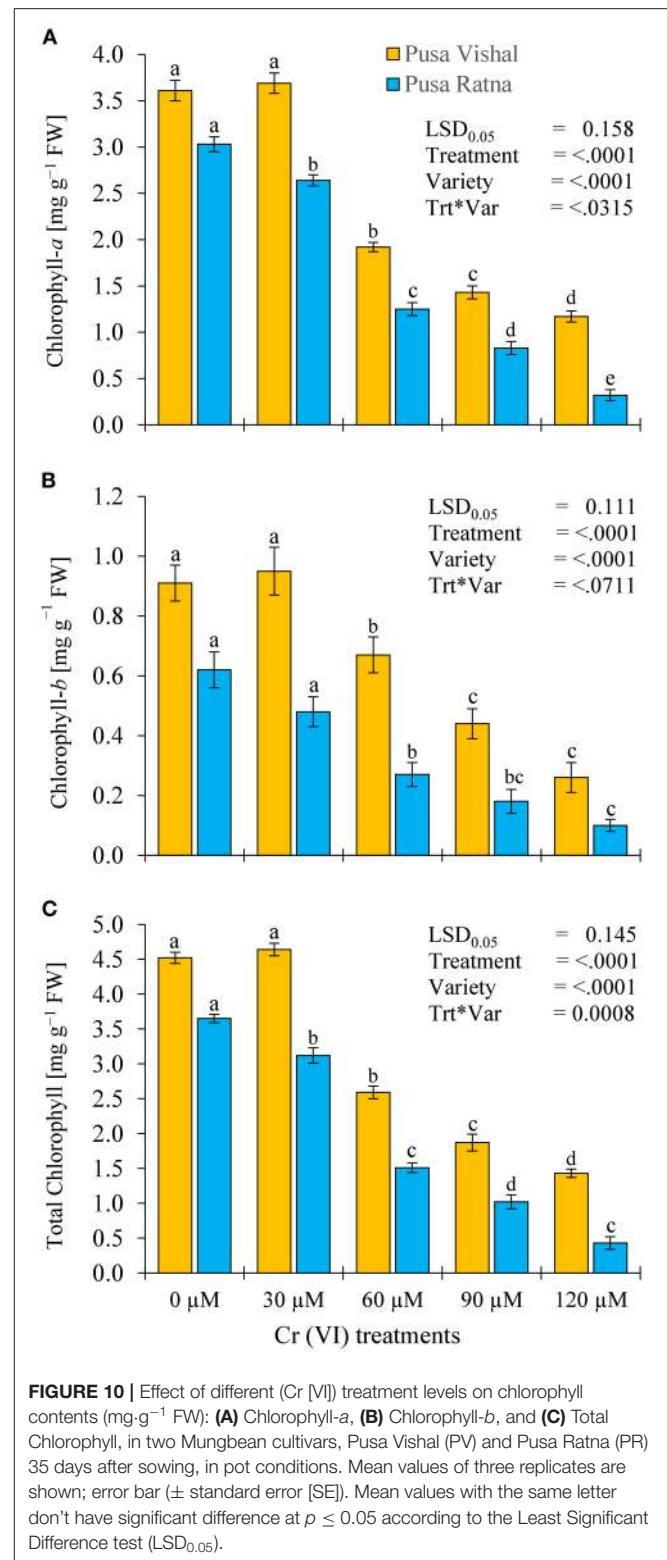 A
Pusa Vishal
Pusa Ratna
LSD0.05 = 0.158
Treatment = <.0001
Variety = <.0001
Trt*Var = <.0315
Chlorophyll-a [mg g−1 FW]
4.0
3.5
3.0
2.5
2.0
1.5
1.0
0.5
0.0
a a a b b c c d d e
B
LSD0.05 = 0.111
Treatment = <.0001
Variety = <.0001
Trt*Var = <.0711
Chlorophyll-b [mg g−1 FW]
1.2
1.0
0.8
0.6
0.4
0.2
0.0
a a a a b b c bc c c
C
LSD0.05 = 0.145
Treatment = <.0001
Variety = <.0001
Trt*Var = 0.0008
Total Chlorophyll [mg g−1 FW]
5.0
4.5
4.0
3.5
3.0
2.5
2.0
1.5
1.0
0.5
0.0
a a a b b c c d d c
0 µM 30 µM 60 µM 90 µM 120 µM
Cr (VI) treatments
FIGURE 10 | Effect of different (Cr [VI]) treatment levels on chlorophyll
contents (mg·g−1 FW): (A) Chlorophyll-a, (B) Chlorophyll-b, and (C) Total
Chlorophyll, in two Mungbean cultivars, Pusa Vishal (PV) and Pusa Ratna (PR)
35 days after sowing, in pot conditions. Mean values of three replicates are
shown; error bar (± standard error [SE]). Mean values with the same letter
don't have significant difference at p ≤ 0.05 according to the Least Significant
Difference test (LSD0.05).